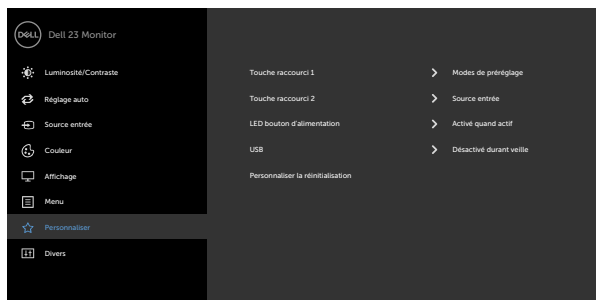 DELL
Dell 23 Monitor
Luminosité/Contraste
Réglage auto
Source entrée
Couleur
Affichage
Menu
Personnaliser
Divers
Touche raccourci 1 Modes de préréglage
Touche raccourci 2 Source entrée
LED bouton d'alimentation Activé quand actif
USB Désactivé durant veille
Personnaliser la réinitialisation